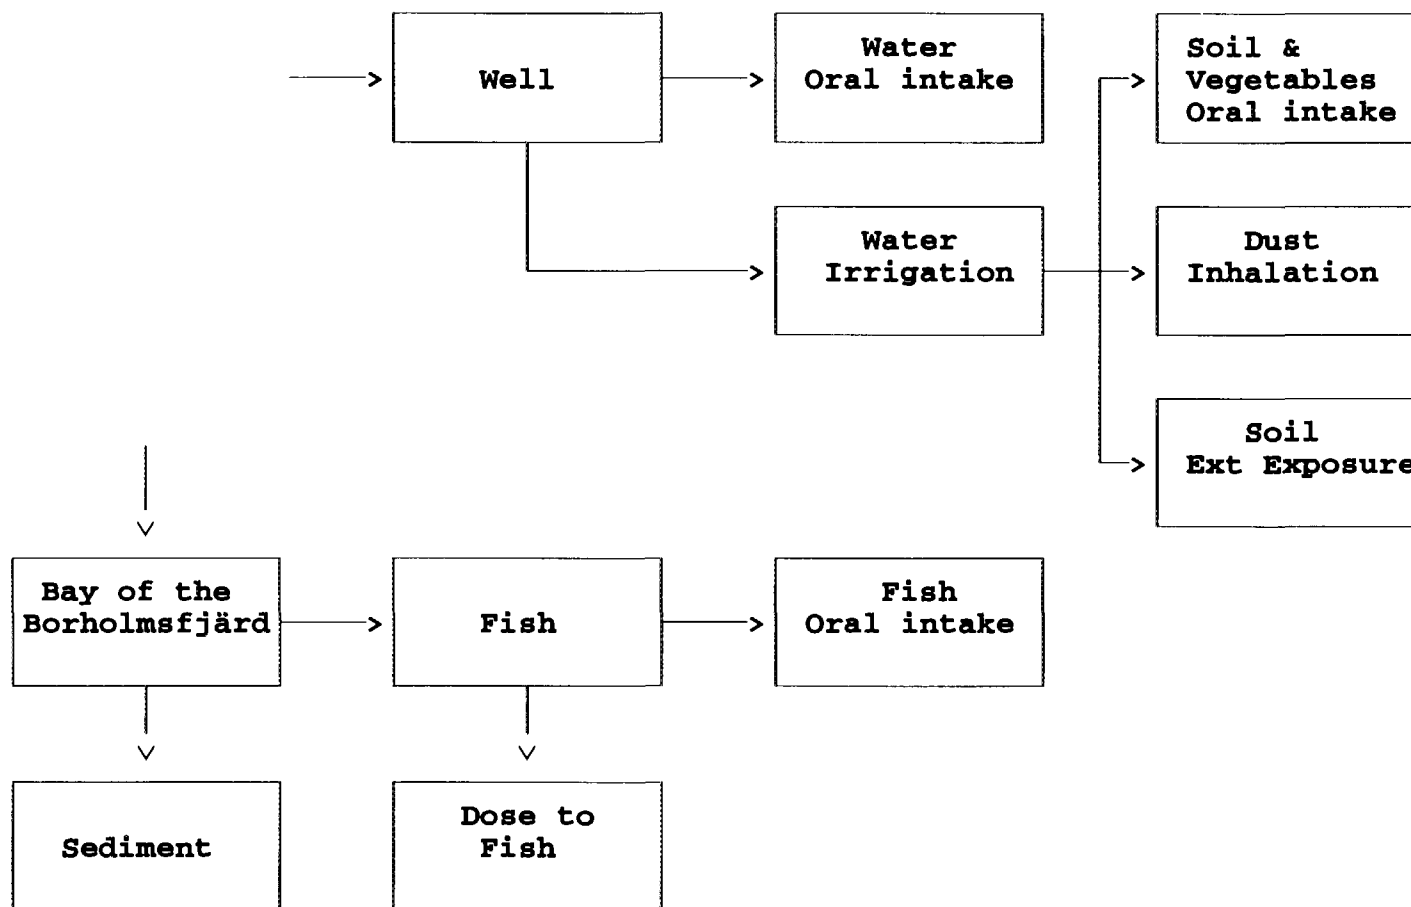 Well
Water
Oral intake
Soil &
Vegetables
Oral intake
Water
Irrigation
Dust
Inhalation
Soil
Ext Exposure
Bay of the
Borholmsfjärd
Fish
Fish
Oral intake
Sediment
Dose to
Fish